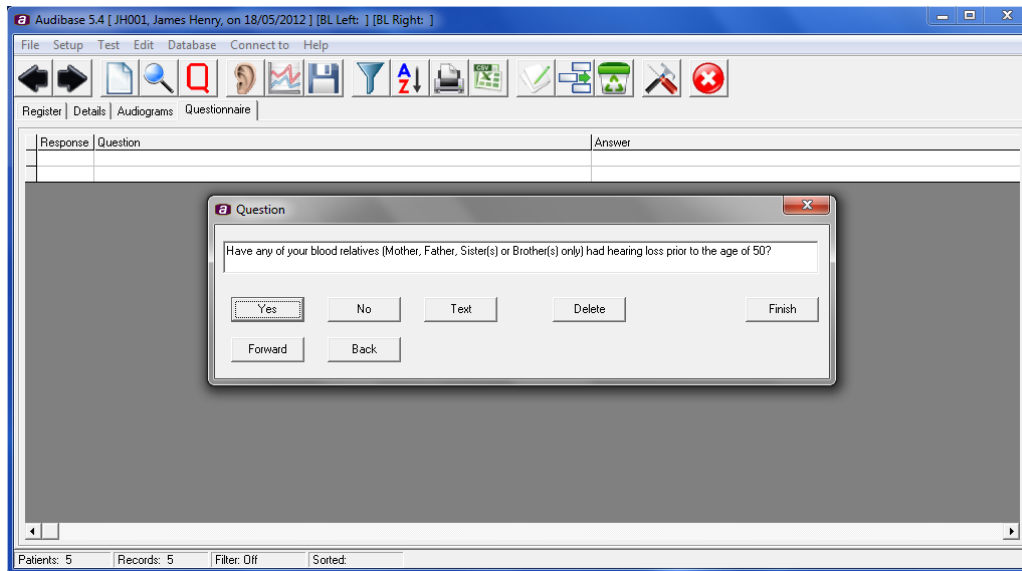 Audibase 5.4 [ JH001, James Henry, on 18/05/2012 ] [BL Left: ] [BL Right: ]
File Setup Test Edit Database Connect to Help
CSV
A
Z
Register Details Audiograms Questionnaire
Response Question Answer
Question
Have any of your blood relatives (Mother, Father, Sister(s) or Brother(s) only) had hearing loss prior to the age of 50?
Yes No Text Delete Finish
Forward Back
Patients: 5 Records: 5 Filter: Off Sorted: